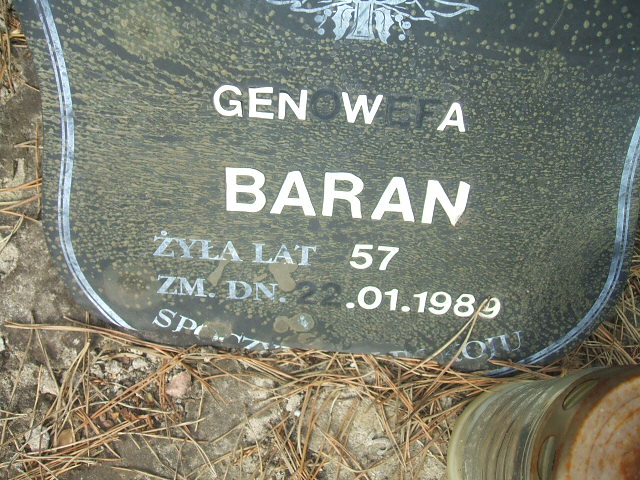 GENOWEFA
BARAN
ŻYŁA LAT 57
ZM. DN. 22.01.1989